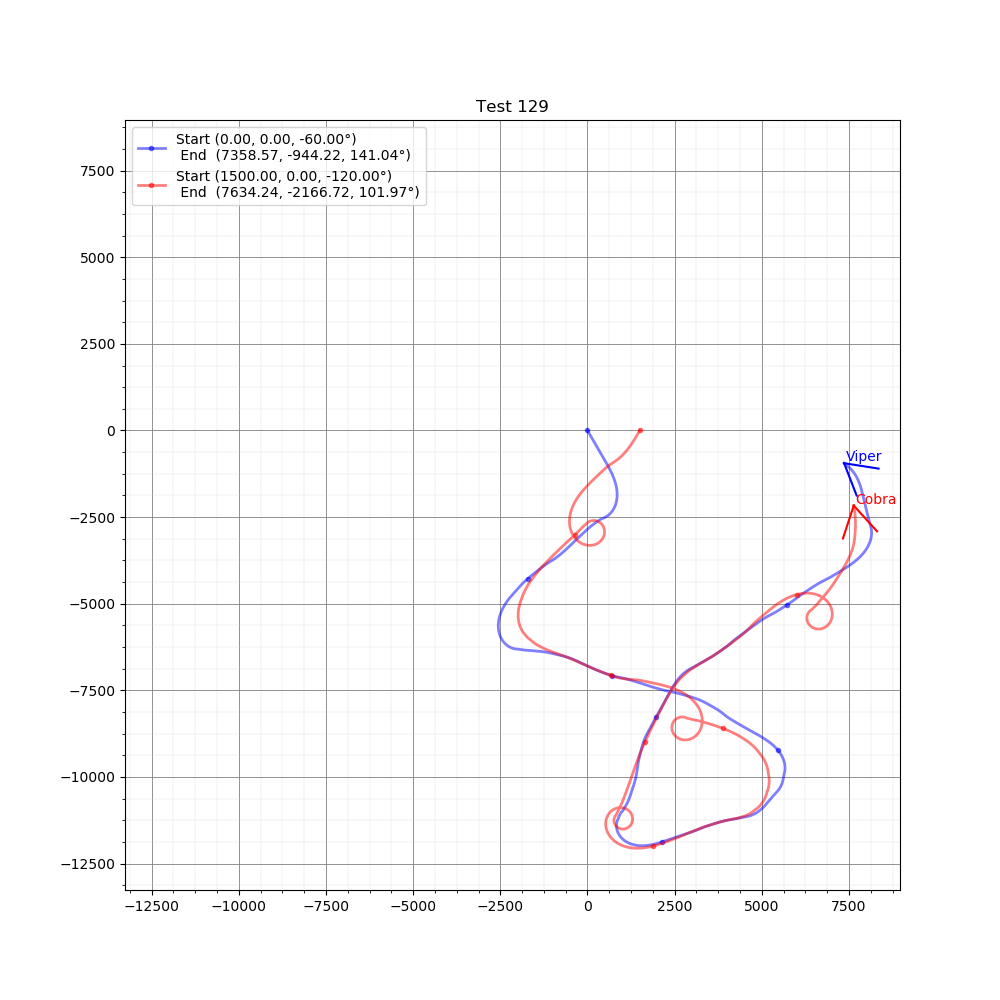 Test 129
Start (0.00, 0.00, -60.00°)
End  (7358.57, -944.22, 141.04°)
Start (1500.00, 0.00, -120.00°)
End  (7634.24, -2166.72, 101.97°)
7500
5000
2500
0
−2500
−5000
−7500
−10000
−12500
Viper
Cobra
−12500 −10000 −7500 −5000 −2500 0 2500 5000 7500